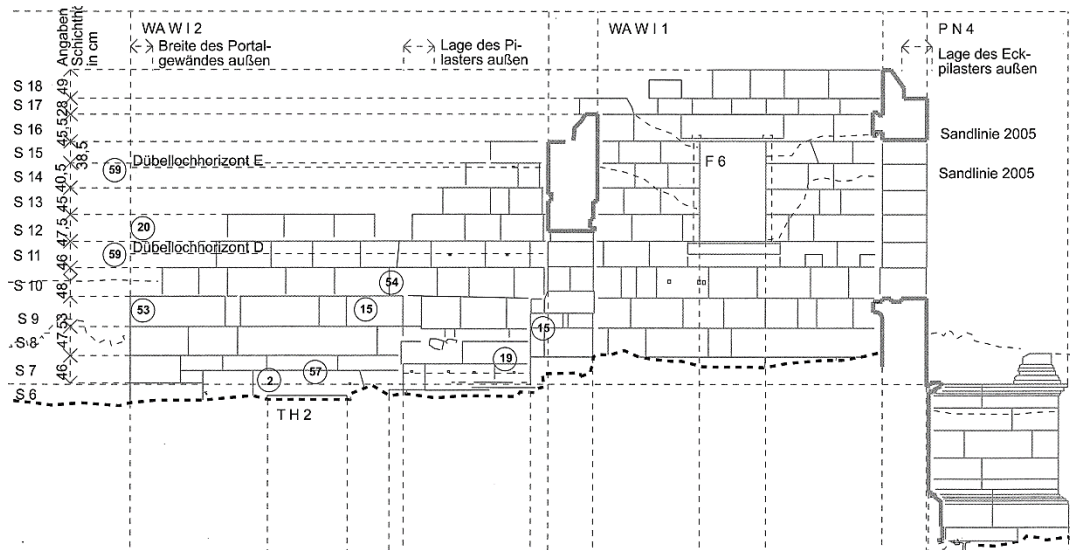 Angaben
Schichthö
in cm
WA W I 2
Breite des Portal-
gewändes außen
Lage des Pi-
lasters außen
WA W I 1
P N 4
Lage des Eck-
pilasters außen
S 18
49
S 17
28
S 16
45,5
Sandlinie 2005
S 15
38,5
59
Dübellochhorizont E
F 6
S 14
40,5
Sandlinie 2005
S 13
45
S 12
47,5
20
S 11
46
59
Dübellochhorizont D
S 10
48
54
S 9
53
53
15
15
S 8
47
S 7
46
19
2
57
S 6
T H 2